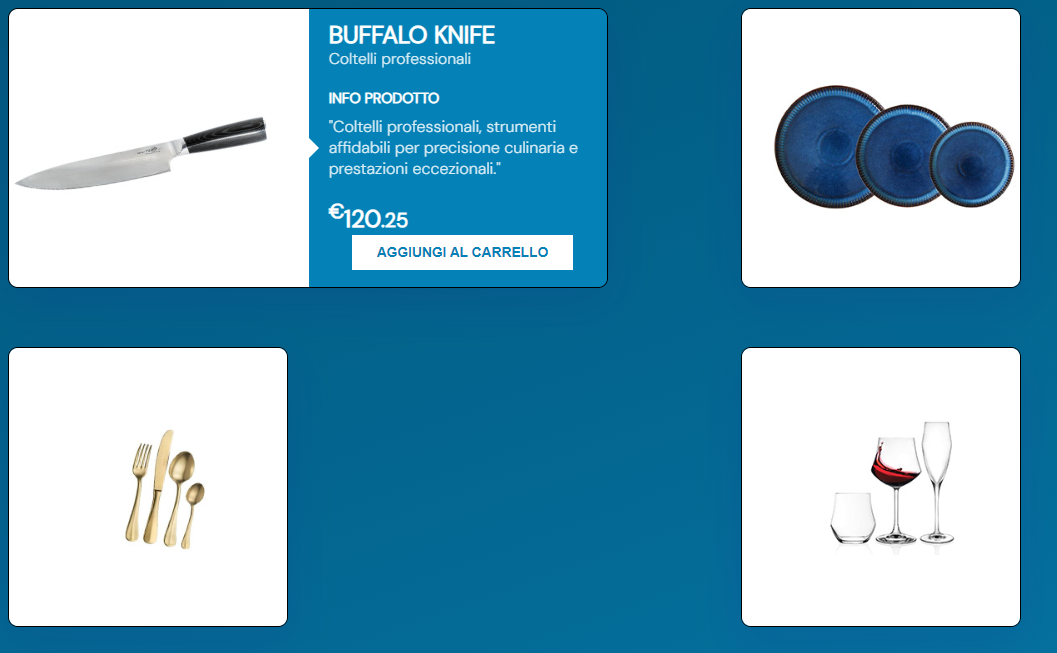 BUFFALO KNIFE
Coltelli professionali
INFO PRODOTTO
"Coltelli professionali, strumenti
affidabili per precisione culinaria e
prestazioni eccezionali."
€120.25
AGGIUNGI AL CARRELLO